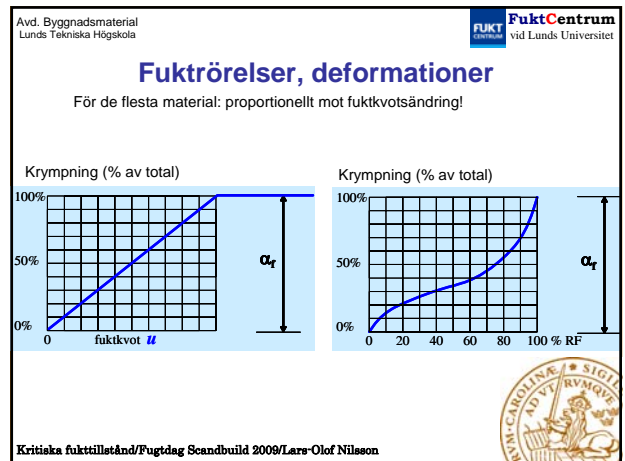 Avd. Byggnadsmaterial
Lunds Tekniska Högskola
FUKT
CENTRUM
FuktCentrum
vid Lunds Universitet
Fuktrörelser, deformationer
För de flesta material: proportionellt mot fuktkvotsändring!
Krympning (% av total)
100%
50%
0%
0
fuktkvot u
αf
Krympning (% av total)
100%
50%
0%
0 20 40 60 80 100 % RF
αf
Kritiska fukttillstånd/Fugtdag Scandbuild 2009/Lars-Olof Nilsson